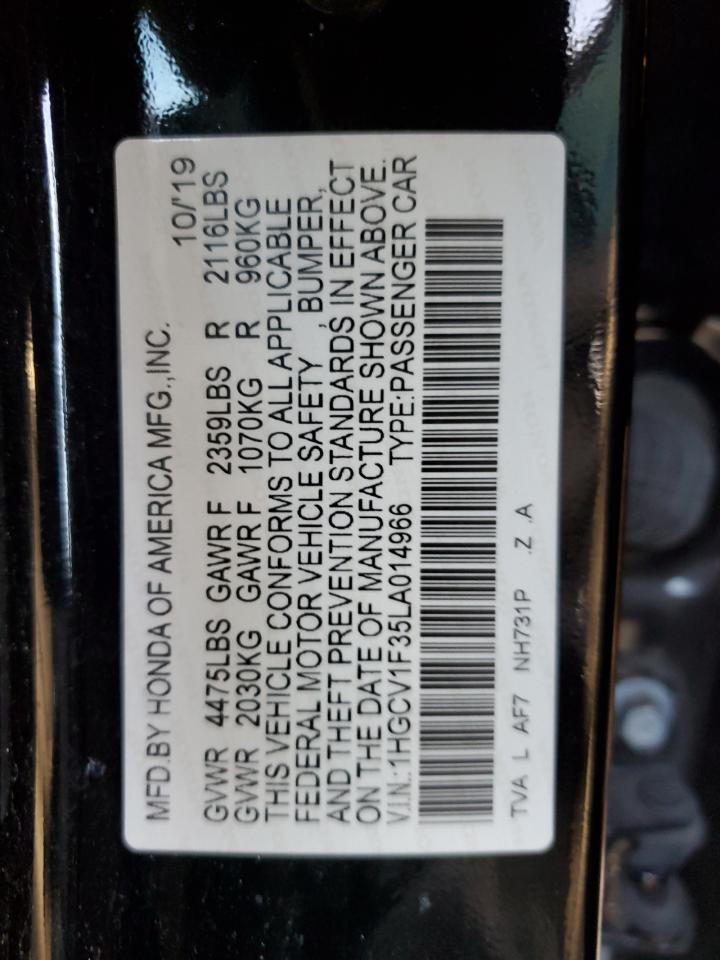 MFD.BY HONDA OF AMERICA MFG.,INC. 10/'19
GVWR 4475LBS GAWR F 2359LBS R 2116LBS
GVWR 2030KG GAWR F 1070KG R 960KG
THIS VEHICLE CONFORMS TO ALL APPLICABLE
FEDERAL MOTOR VEHICLE SAFETY , BUMPER,
AND THEFT PREVENTION STANDARDS IN EFFECT
ON THE DATE OF MANUFACTURE SHOWN ABOVE.
V.I.N.:1HGCV1F35LA014966 TYPE:PASSENGER CAR
TVA L AF7 NH731P .Z .A